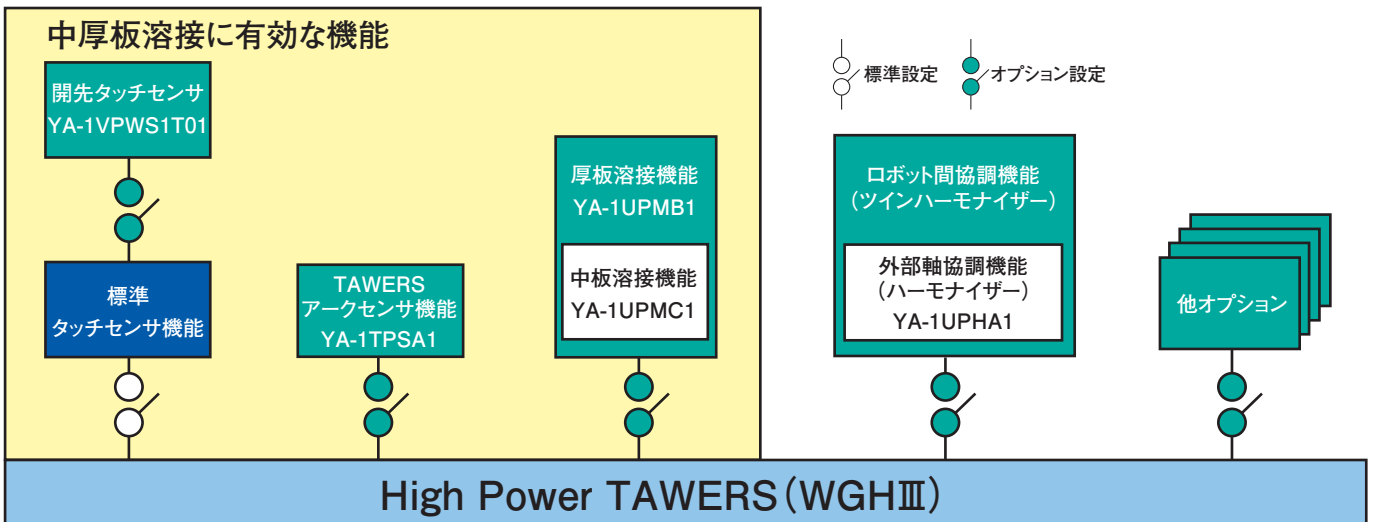 中厚板溶接に有効な機能
標準設定
オプション設定
開先タッチセンサ
YA-1VPWS1T01
標準
タッチセンサ機能
TAWERS
アークセンサ機能
YA-1TPSA1
厚板溶接機能
YA-1UPMB1
中板溶接機能
YA-1UPMC1
ロボット間協調機能
(ツインハーモナイザー)
外部軸協調機能
(ハーモナイザー)
YA-1UPHA1
他オプション
High Power TAWERS(WGHⅢ)